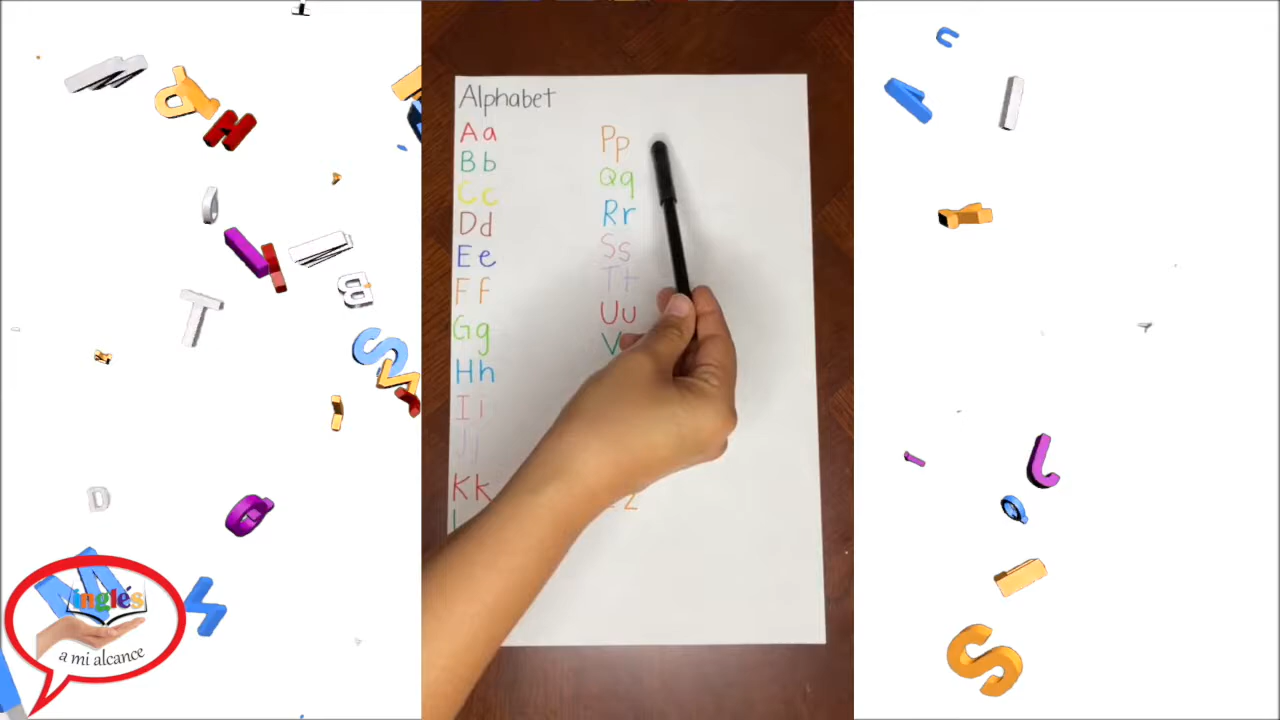 Alphabet
Aa
Bb
Cc
Dd
Ee
Ff
Gg
Hh
Ii
Jj
Kk
Pp
Qq
Rr
Ss
Tt
Uu
V
inglés
a mi alcance